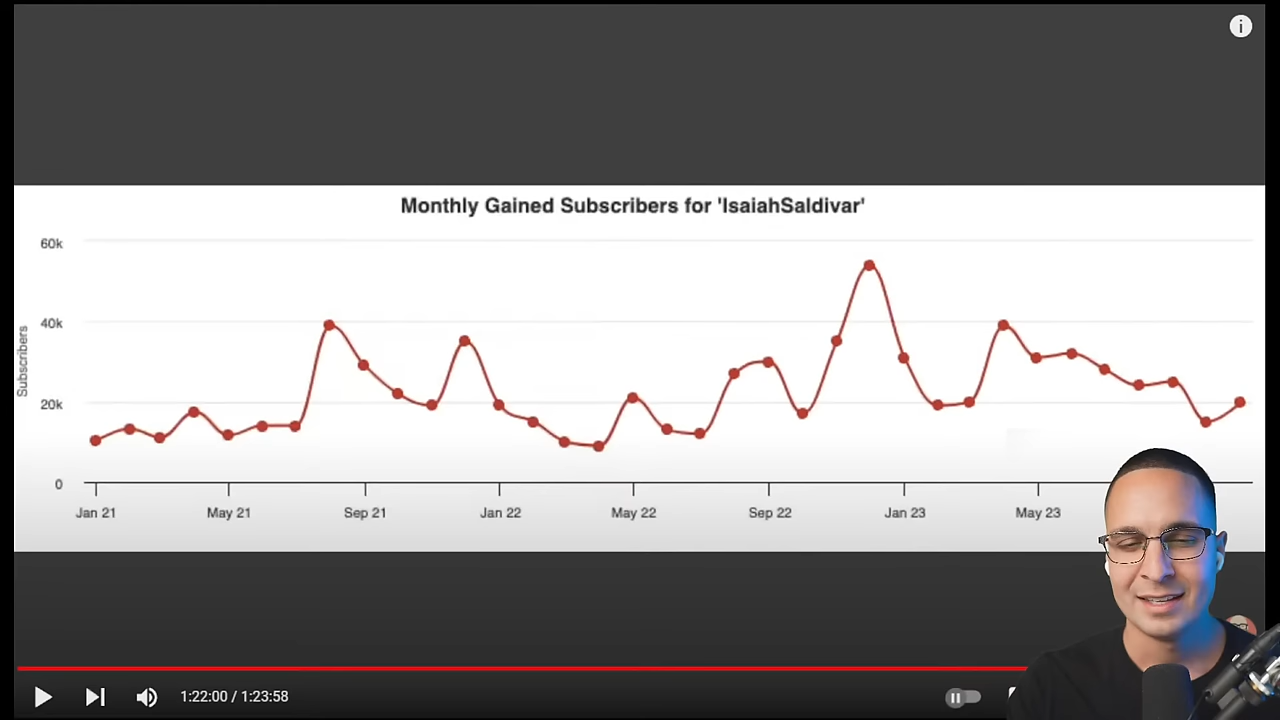 i
Monthly Gained Subscribers for 'IsaiahSaldivar'
60k
40k
20k
0
Subscribers
Jan 21 May 21 Sep 21 Jan 22 May 22 Sep 22 Jan 23 May 23
1:22:00 / 1:23:58